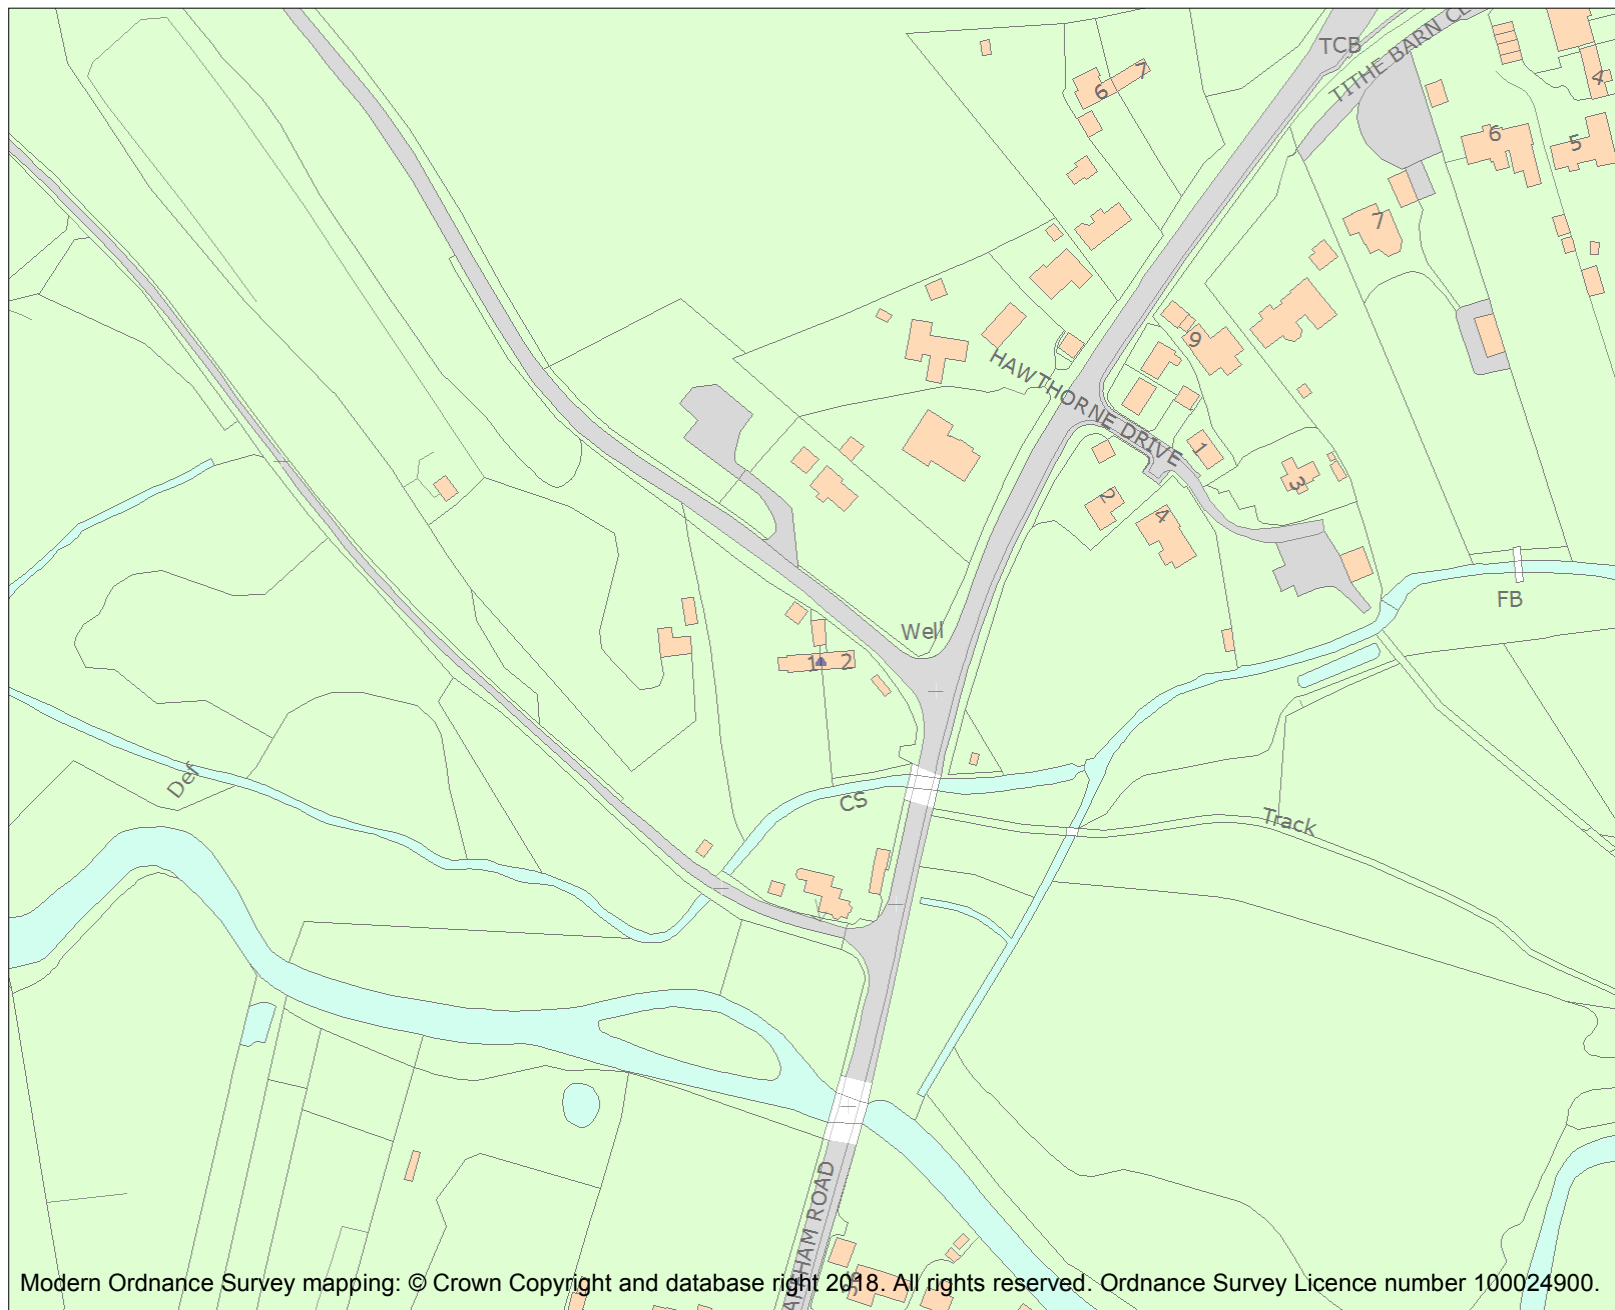 TCB
TITHE BARN
7
6
4
6
5
7
HAWTHORNE DRIVE
9
1
3
2
4
FB
Well
1 2
Def
CS
Track
ROAD
Modern Ordnance Survey mapping: © Crown Copyright and database right 2018. All rights reserved. Ordnance Survey Licence number 100024900.